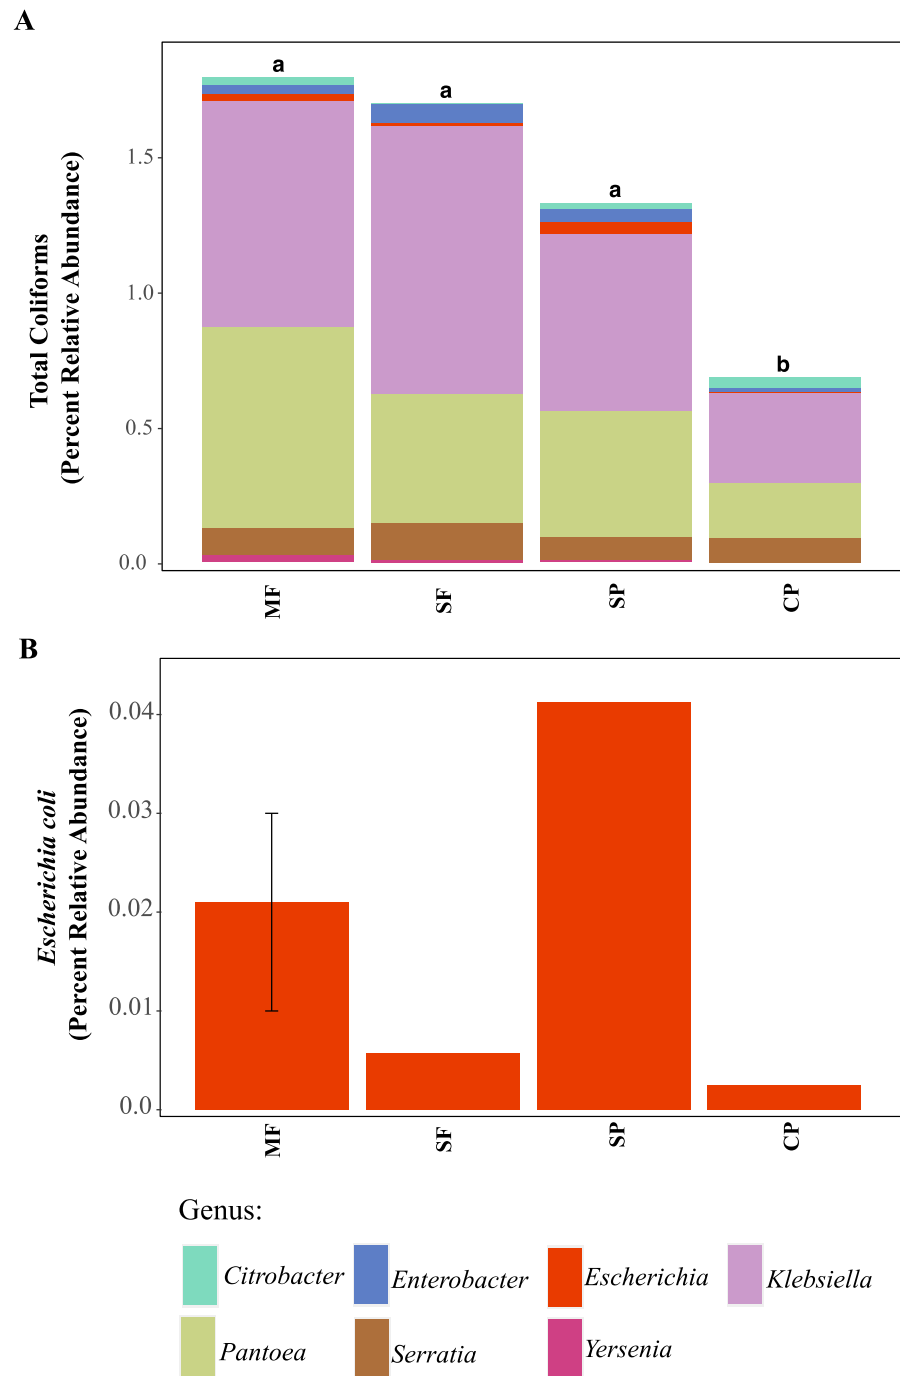 A
Total Coliforms
(Percent Relative Abundance)
1.5
1.0
0.5
0.0
a
a
a
b
MF
SF
SP
CP
B
Escherichia coli
(Percent Relative Abundance)
0.04
0.03
0.02
0.01
0.0
MF
SF
SP
CP
Genus:
Citrobacter
Enterobacter
Escherichia
Klebsiella
Pantoea
Serratia
Yersenia